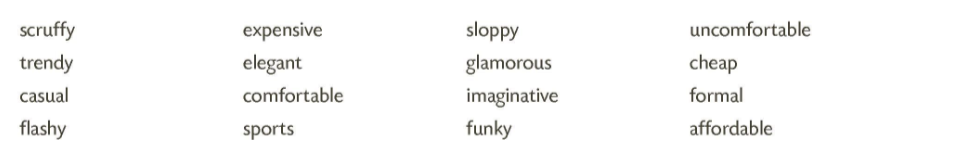 scruffy expensive sloppy uncomfortable
trendy elegant glamorous cheap
casual comfortable imaginative formal
flashy sports funky affordable